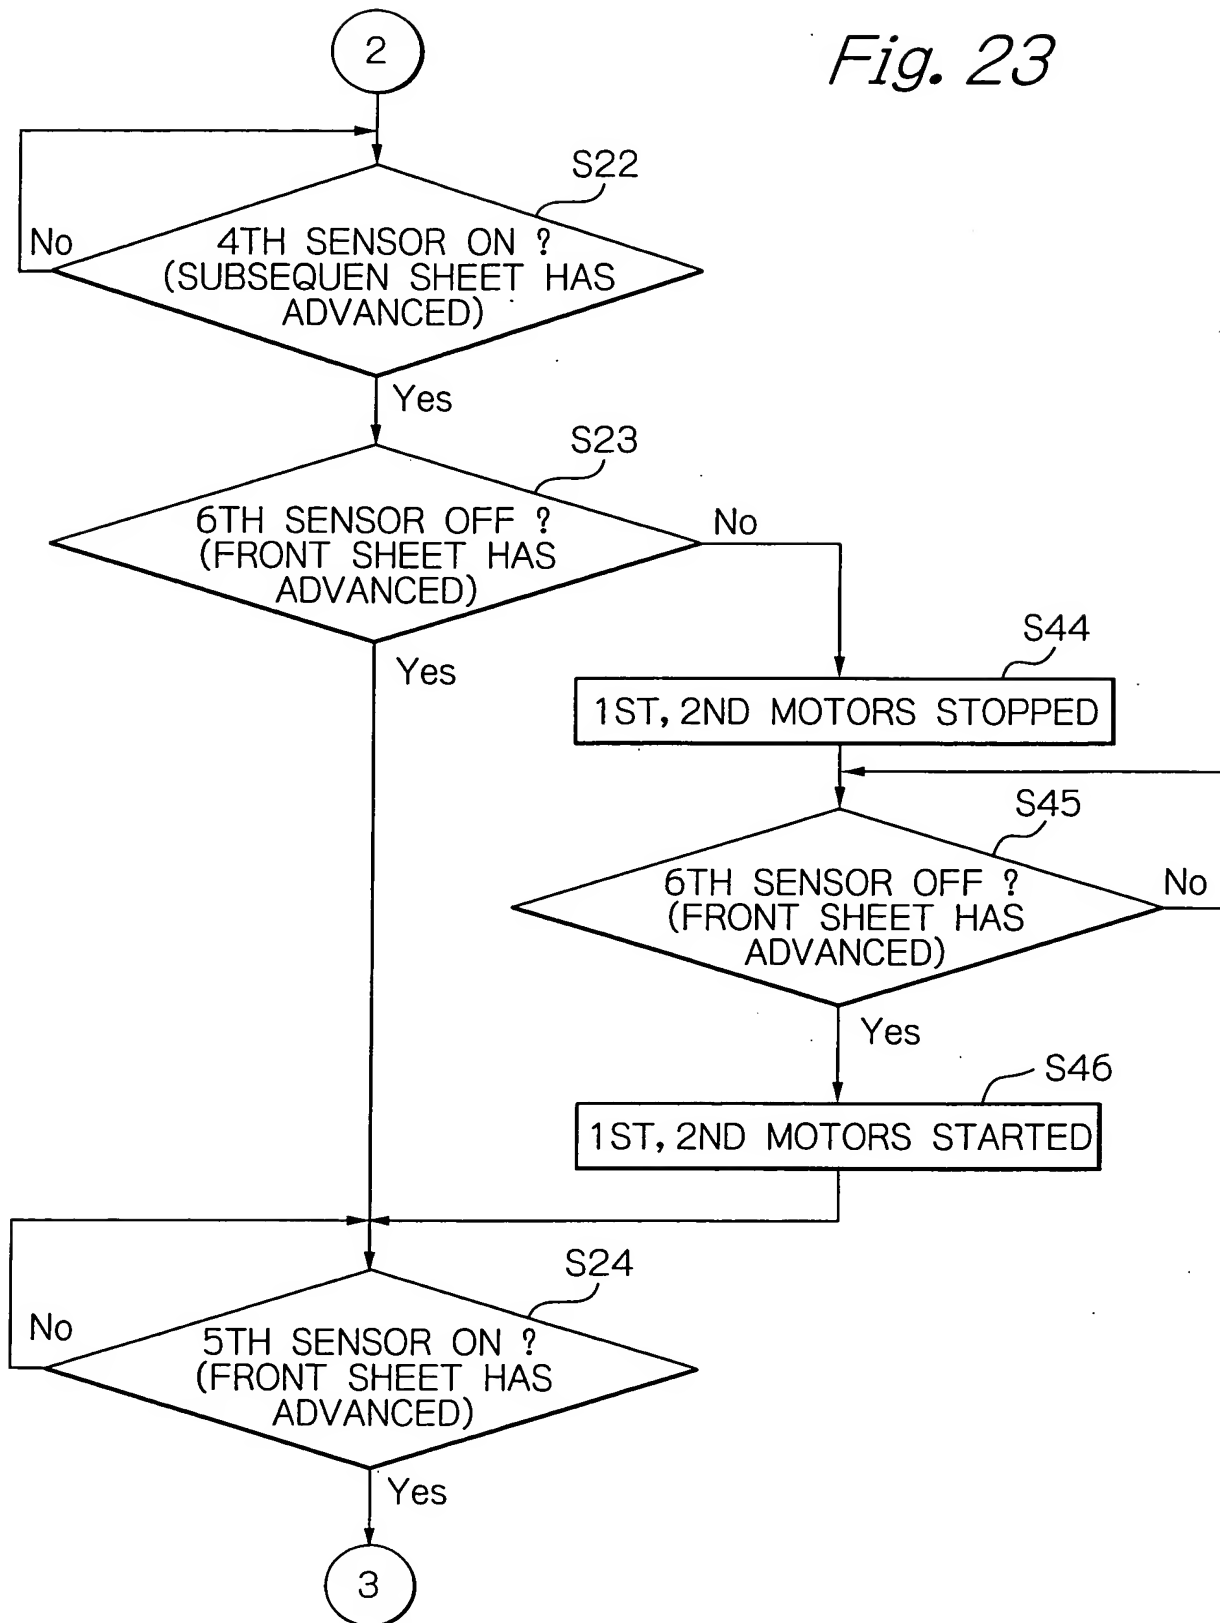 Fig. 23
2
S22
No
4TH SENSOR ON ?
(SUBSEQUEN SHEET HAS
ADVANCED)
Yes
S23
6TH SENSOR OFF ?
(FRONT SHEET HAS
ADVANCED)
No
Yes
S44
1ST, 2ND MOTORS STOPPED
S45
6TH SENSOR OFF ?
(FRONT SHEET HAS
ADVANCED)
No
Yes
S46
1ST, 2ND MOTORS STARTED
S24
No
5TH SENSOR ON ?
(FRONT SHEET HAS
ADVANCED)
Yes
3